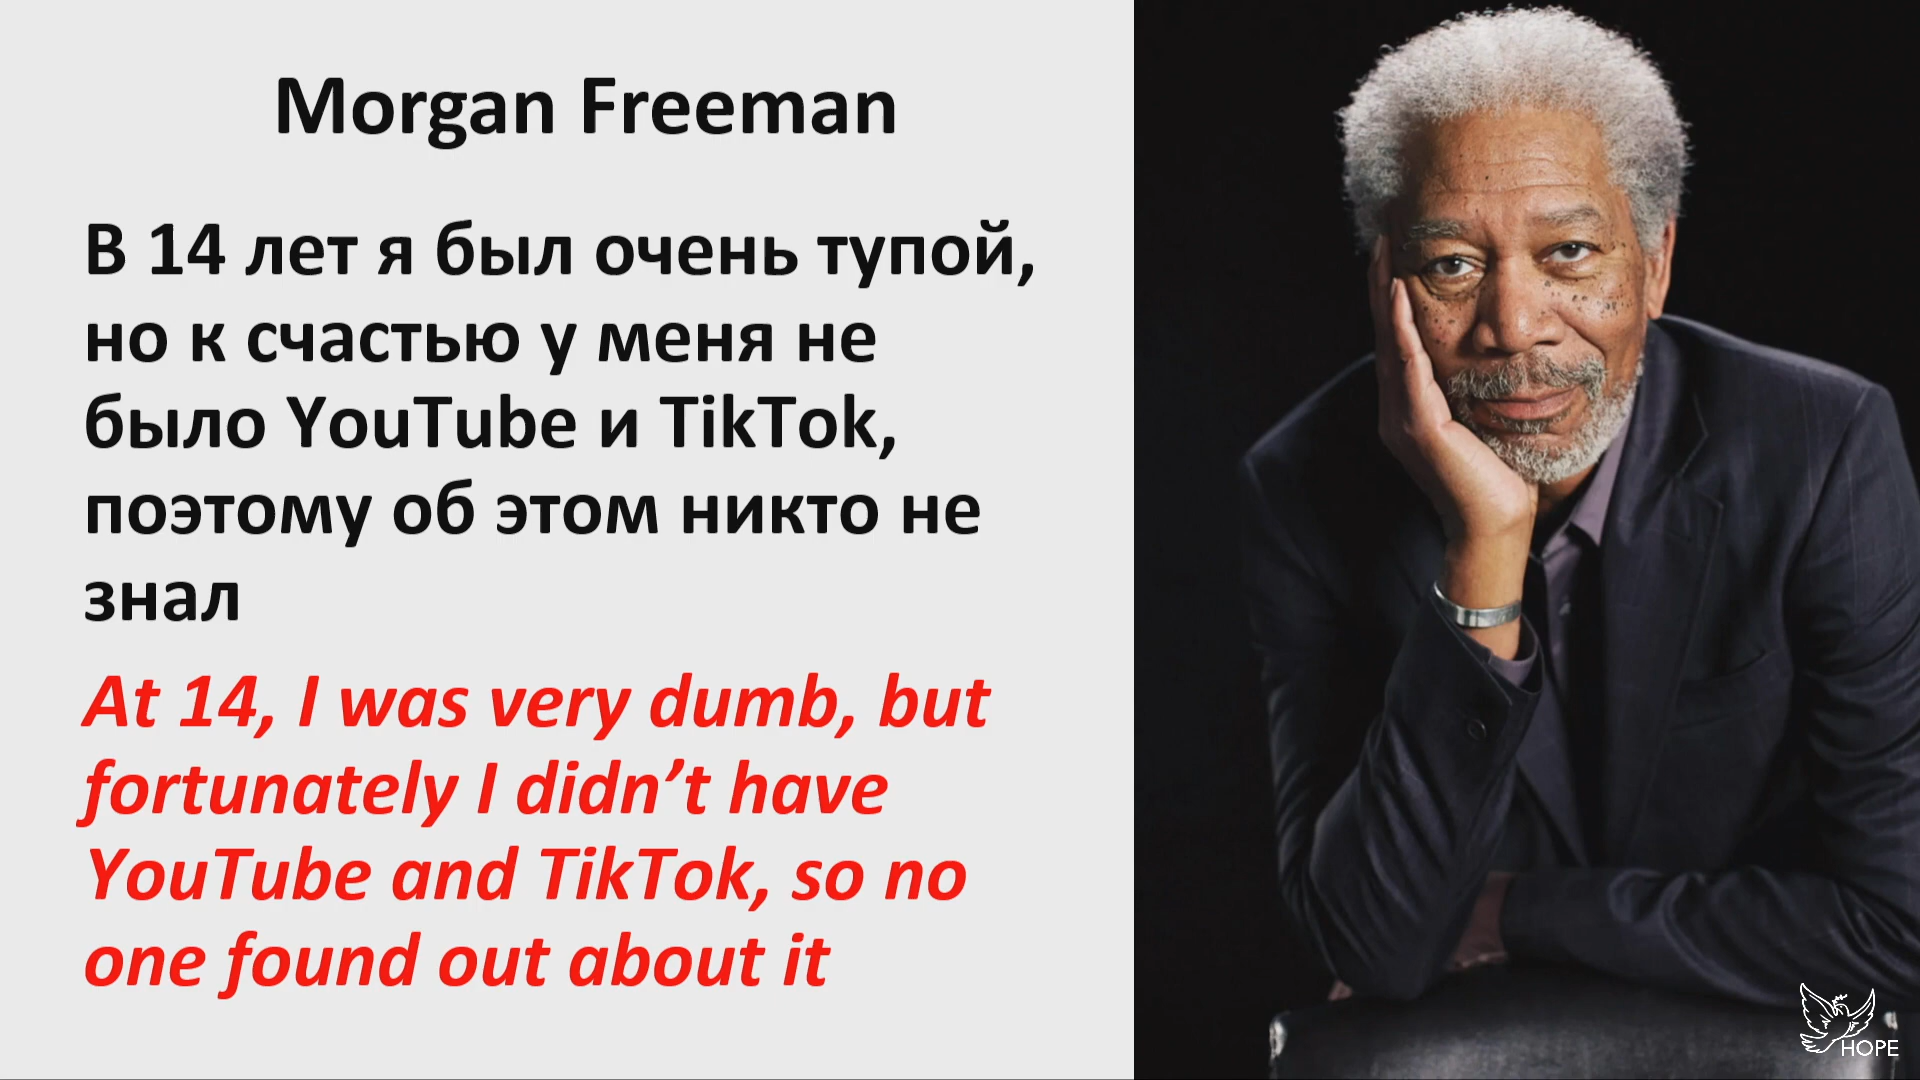 Morgan Freeman
В 14 лет я был очень тупой,
но к счастью у меня не
было YouTube и TikTok,
поэтому об этом никто не
знал
At 14, I was very dumb, but
fortunately I didn’t have
YouTube and TikTok, so no
one found out about it
HOPE